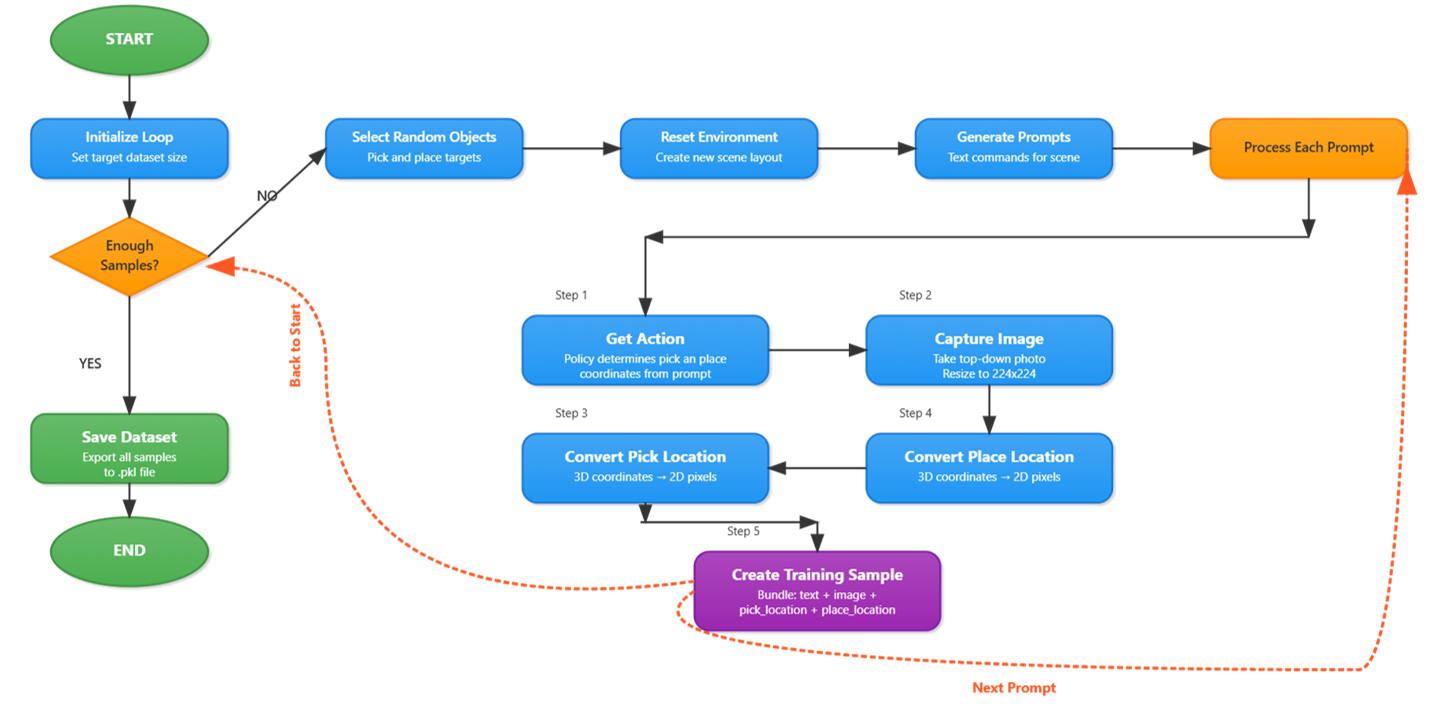 START
Initialize Loop
Set target dataset size
Select Random Objects
Pick and place targets
Reset Environment
Create new scene layout
Generate Prompts
Text commands for scene
Process Each Prompt
NO
Enough
Samples?
YES
Back to Start
Step 1
Get Action
Policy determines pick an place
coordinates from prompt
Step 2
Capture Image
Take top-down photo
Resize to 224x224
Step 3
Convert Pick Location
3D coordinates → 2D pixels
Step 4
Convert Place Location
3D coordinates → 2D pixels
Save Dataset
Export all samples
to .pkl file
END
Step 5
Create Training Sample
Bundle: text + image +
pick_location + place_location
Next Prompt